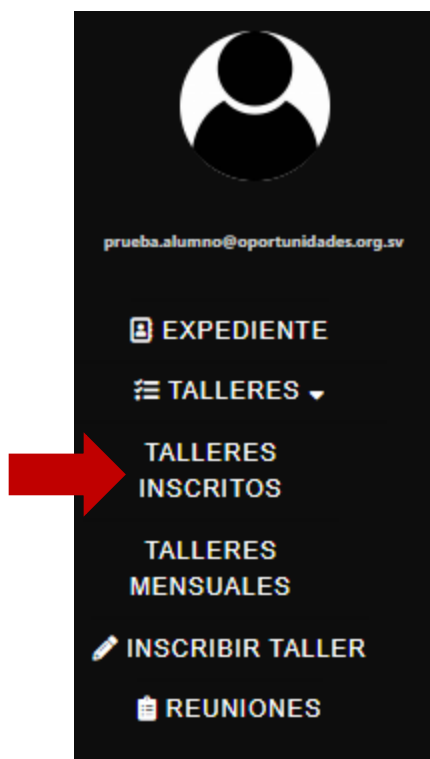 prueba.alumno@oportunidades.org.sv
EXPEDIENTE
TALLERES
TALLERES
INSCRITOS
TALLERES
MENSUALES
INSCRIBIR TALLER
REUNIONES